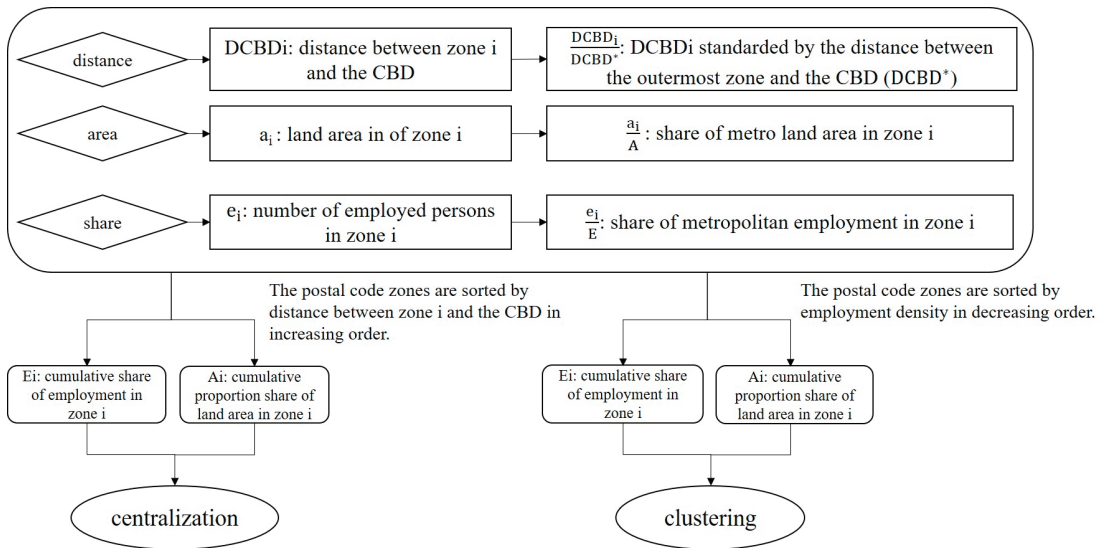 distance
DCBDi: distance between zone i
and the CBD
DCBDᵢ/DCBD*: DCBDi standarded by the distance between
the outermost zone and the CBD (DCBD*)
area
aᵢ : land area in of zone i
aᵢ/A : share of metro land area in zone i
share
eᵢ: number of employed persons
in zone i
eᵢ/E: share of metropolitan employment in zone i
The postal code zones are sorted by
distance between zone i and the CBD in
increasing order.
The postal code zones are sorted by
employment density in decreasing order.
Ei: cumulative share
of employment in
zone i
Ai: cumulative
proportion share of
land area in zone i
Ei: cumulative share
of employment in
zone i
Ai: cumulative
proportion share of
land area in zone i
centralization
clustering